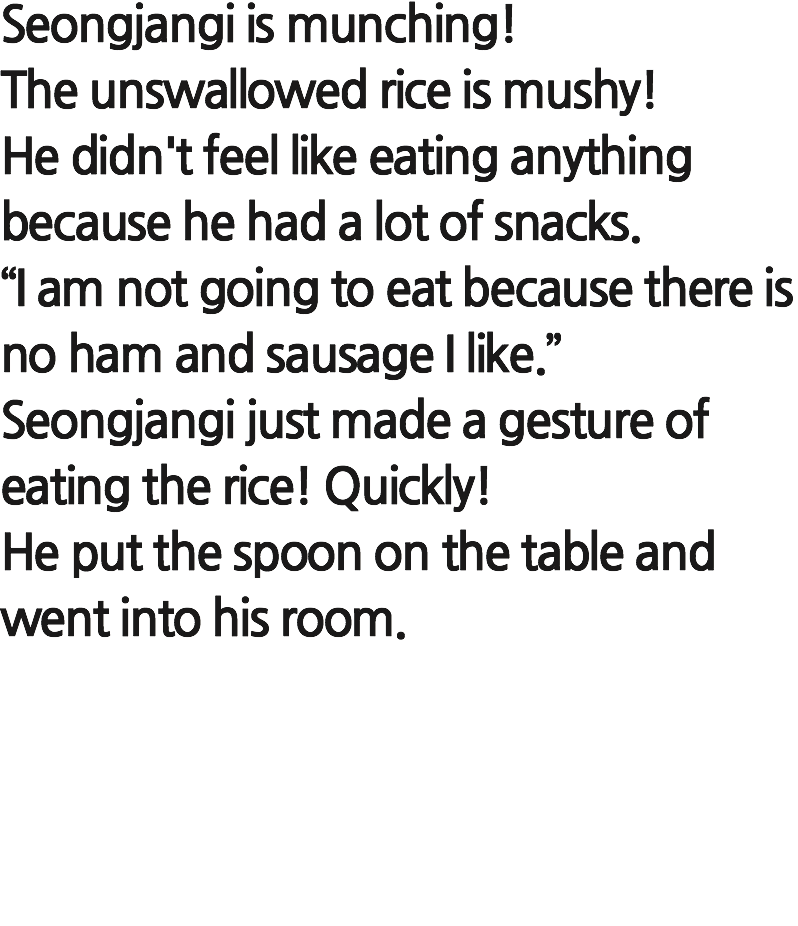 Seongjangi is munching!
The unswallowed rice is mushy!
He didn't feel like eating anything
because he had a lot of snacks.
“I am not going to eat because there is
no ham and sausage I like.”
Seongjangi just made a gesture of
eating the rice! Quickly!
He put the spoon on the table and
went into his room.